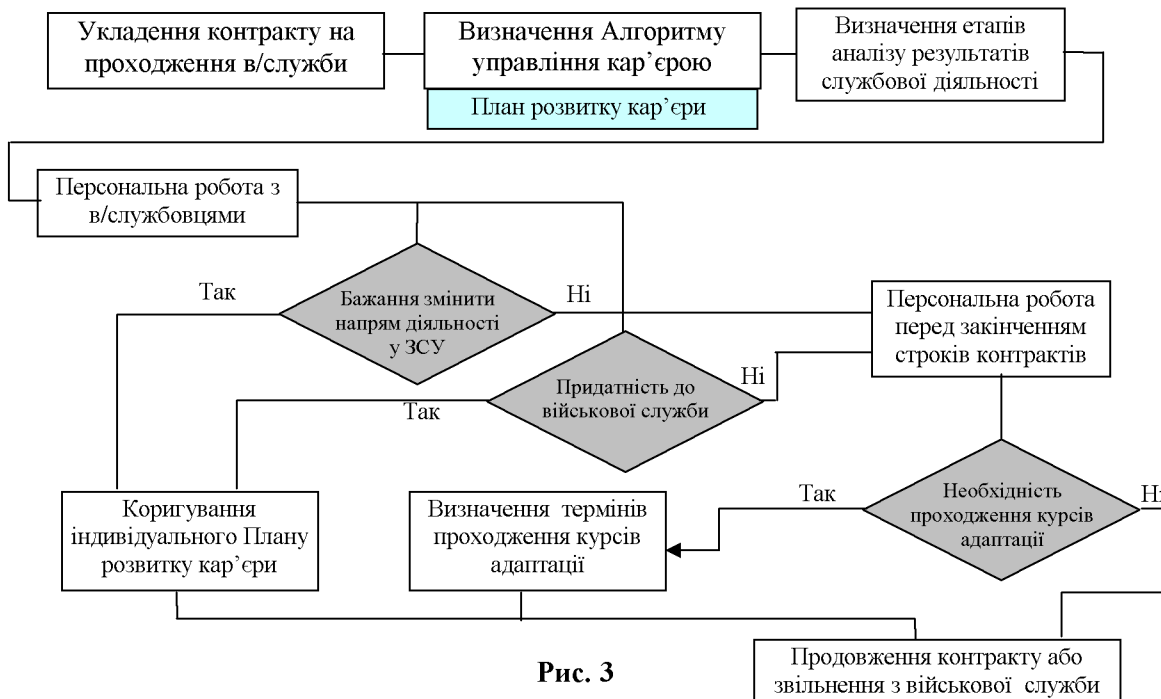 Укладення контракту на
проходження в/служби
Визначення Алгоритму
управління кар’єрою
План розвитку кар’єри
Визначення етапів
аналізу результатів
службової діяльності
Персональна робота з
в/службовцями
Так
Бажання змінити
напрям діяльності
у ЗСУ
Ні
Персональна робота
перед закінченням
строків контрактів
Так
Придатність до
військової служби
Ні
Коригування
індивідуального Плану
розвитку кар’єри
Визначення термінів
проходження курсів
адаптації
Так
Необхідність
проходження курсів
адаптації
Ні
Рис. 3
Продовження контракту або
звільнення з військової служби